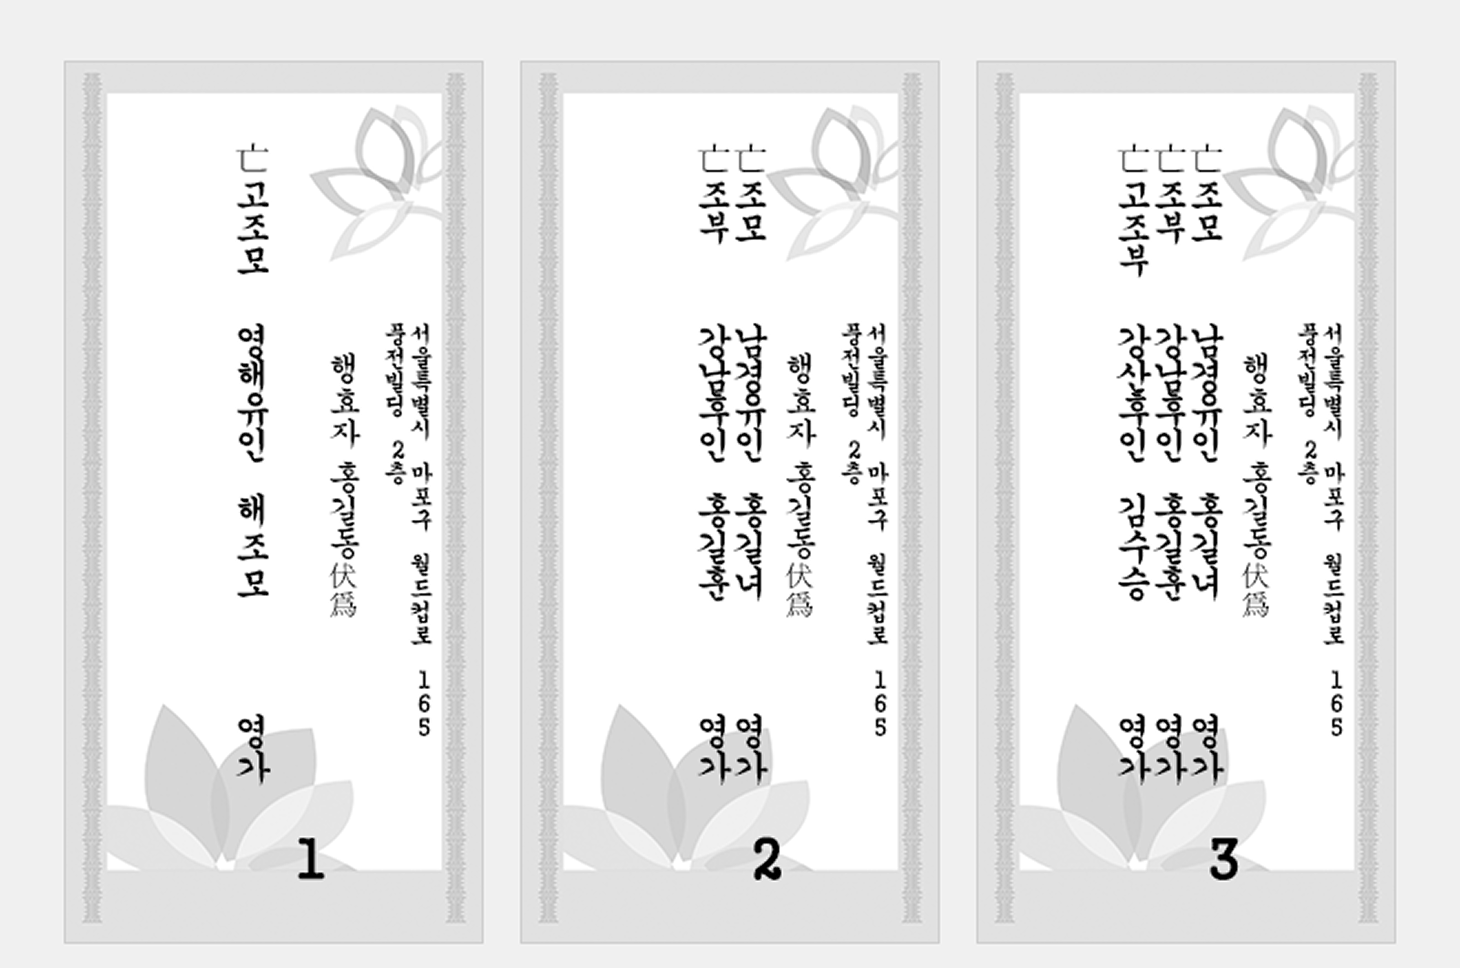 서울특별시 마포구 월드컵로 165
풍전빌딩 2층
행효자 홍길동伏爲
亡고조모 영해유인 해조모 영가
1
서울특별시 마포구 월드컵로 165
풍전빌딩 2층
행효자 홍길동伏爲
亡조모 남경유인 홍길녀 영가
亡조부 강남후인 홍길훈 영가
2
서울특별시 마포구 월드컵로 165
풍전빌딩 2층
행효자 홍길동伏爲
亡조모 남경유인 홍길녀 영가
亡조부 강남후인 홍길훈 영가
亡고조부 강산후인 김수승 영가
3